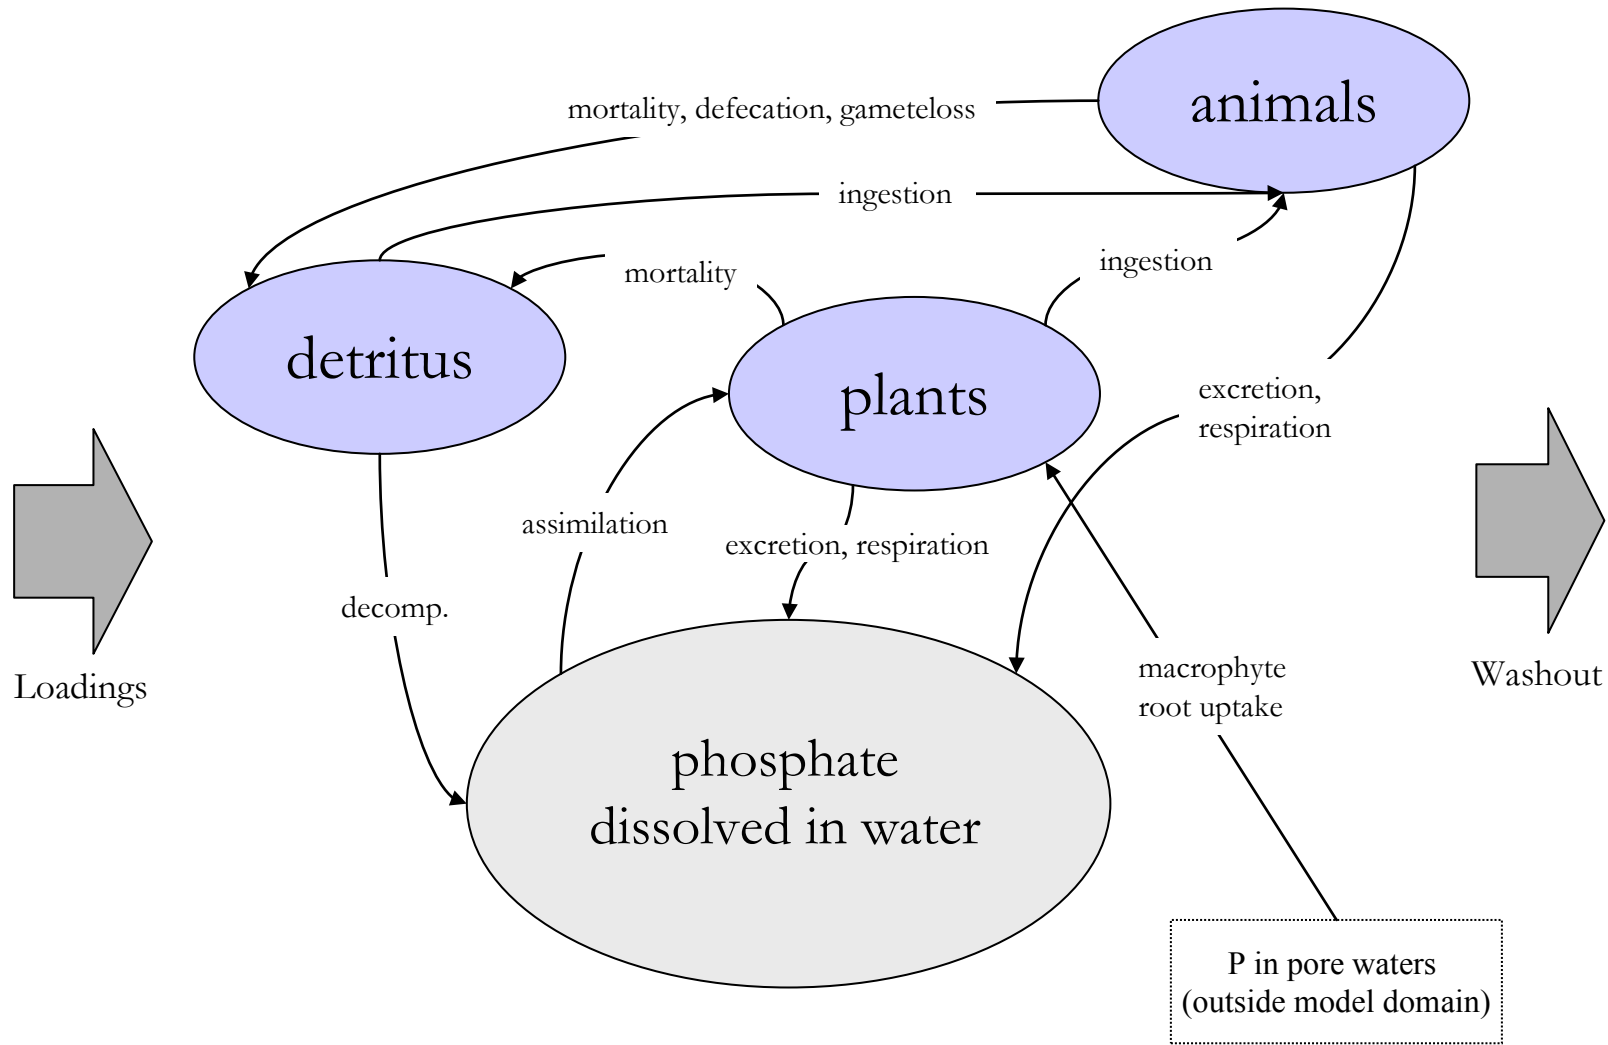 animals
mortality, defecation, gameteloss
ingestion
ingestion
mortality
detritus
plants
excretion,
respiration
assimilation
excretion, respiration
decomp.
Loadings
Washout
macrophyte
root uptake
phosphate
dissolved in water
P in pore waters
(outside model domain)